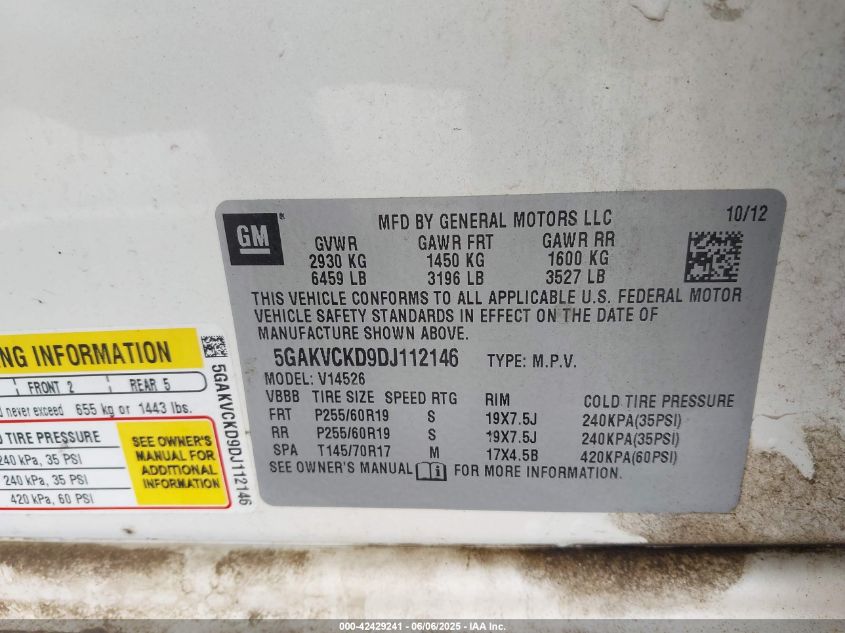 GM
MFD BY GENERAL MOTORS LLC
10/12
GVWR GAWR FRT GAWR RR
2930 KG 1450 KG 1600 KG
6459 LB 3196 LB 3527 LB
THIS VEHICLE CONFORMS TO ALL APPLICABLE U.S. FEDERAL MOTOR
VEHICLE SAFETY STANDARDS IN EFFECT ON THE DATE OF
MANUFACTURE SHOWN ABOVE.
5GAKVCKD9DJ112146 TYPE: M.P.V.
MODEL: V14526
VBBB TIRE SIZE SPEED RTG RIM COLD TIRE PRESSURE
FRT P255/60R19 S 19X7.5J 240KPA(35PSI)
RR P255/60R19 S 19X7.5J 240KPA(35PSI)
SPA T145/70R17 M 17X4.5B 420KPA(60PSI)
SEE OWNER'S MANUAL FOR MORE INFORMATION.
NG INFORMATION
FRONT 2 REAR 5
never exceed 655 kg or 1443 lbs.
TIRE PRESSURE
240 kPa, 35 PSI
240 kPa, 35 PSI
420 kPa, 60 PSI
SEE OWNER'S
MANUAL FOR
ADDITIONAL
INFORMATION
5GAKVCKD9DJ112146
000-42429241 - 06/06/2025 - IAA Inc.